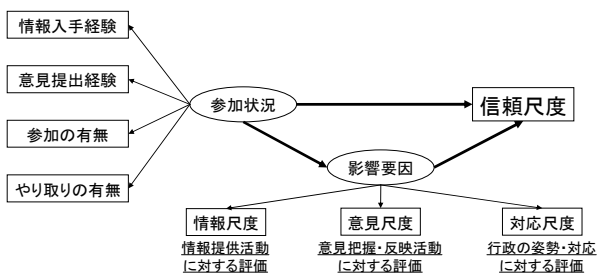 情報入手経験
意見提出経験
参加の有無
やり取りの有無
参加状況
信頼尺度
影響要因
情報尺度
情報提供活動
に対する評価
意見尺度
意見把握・反映活動
に対する評価
対応尺度
行政の姿勢・対応
に対する評価